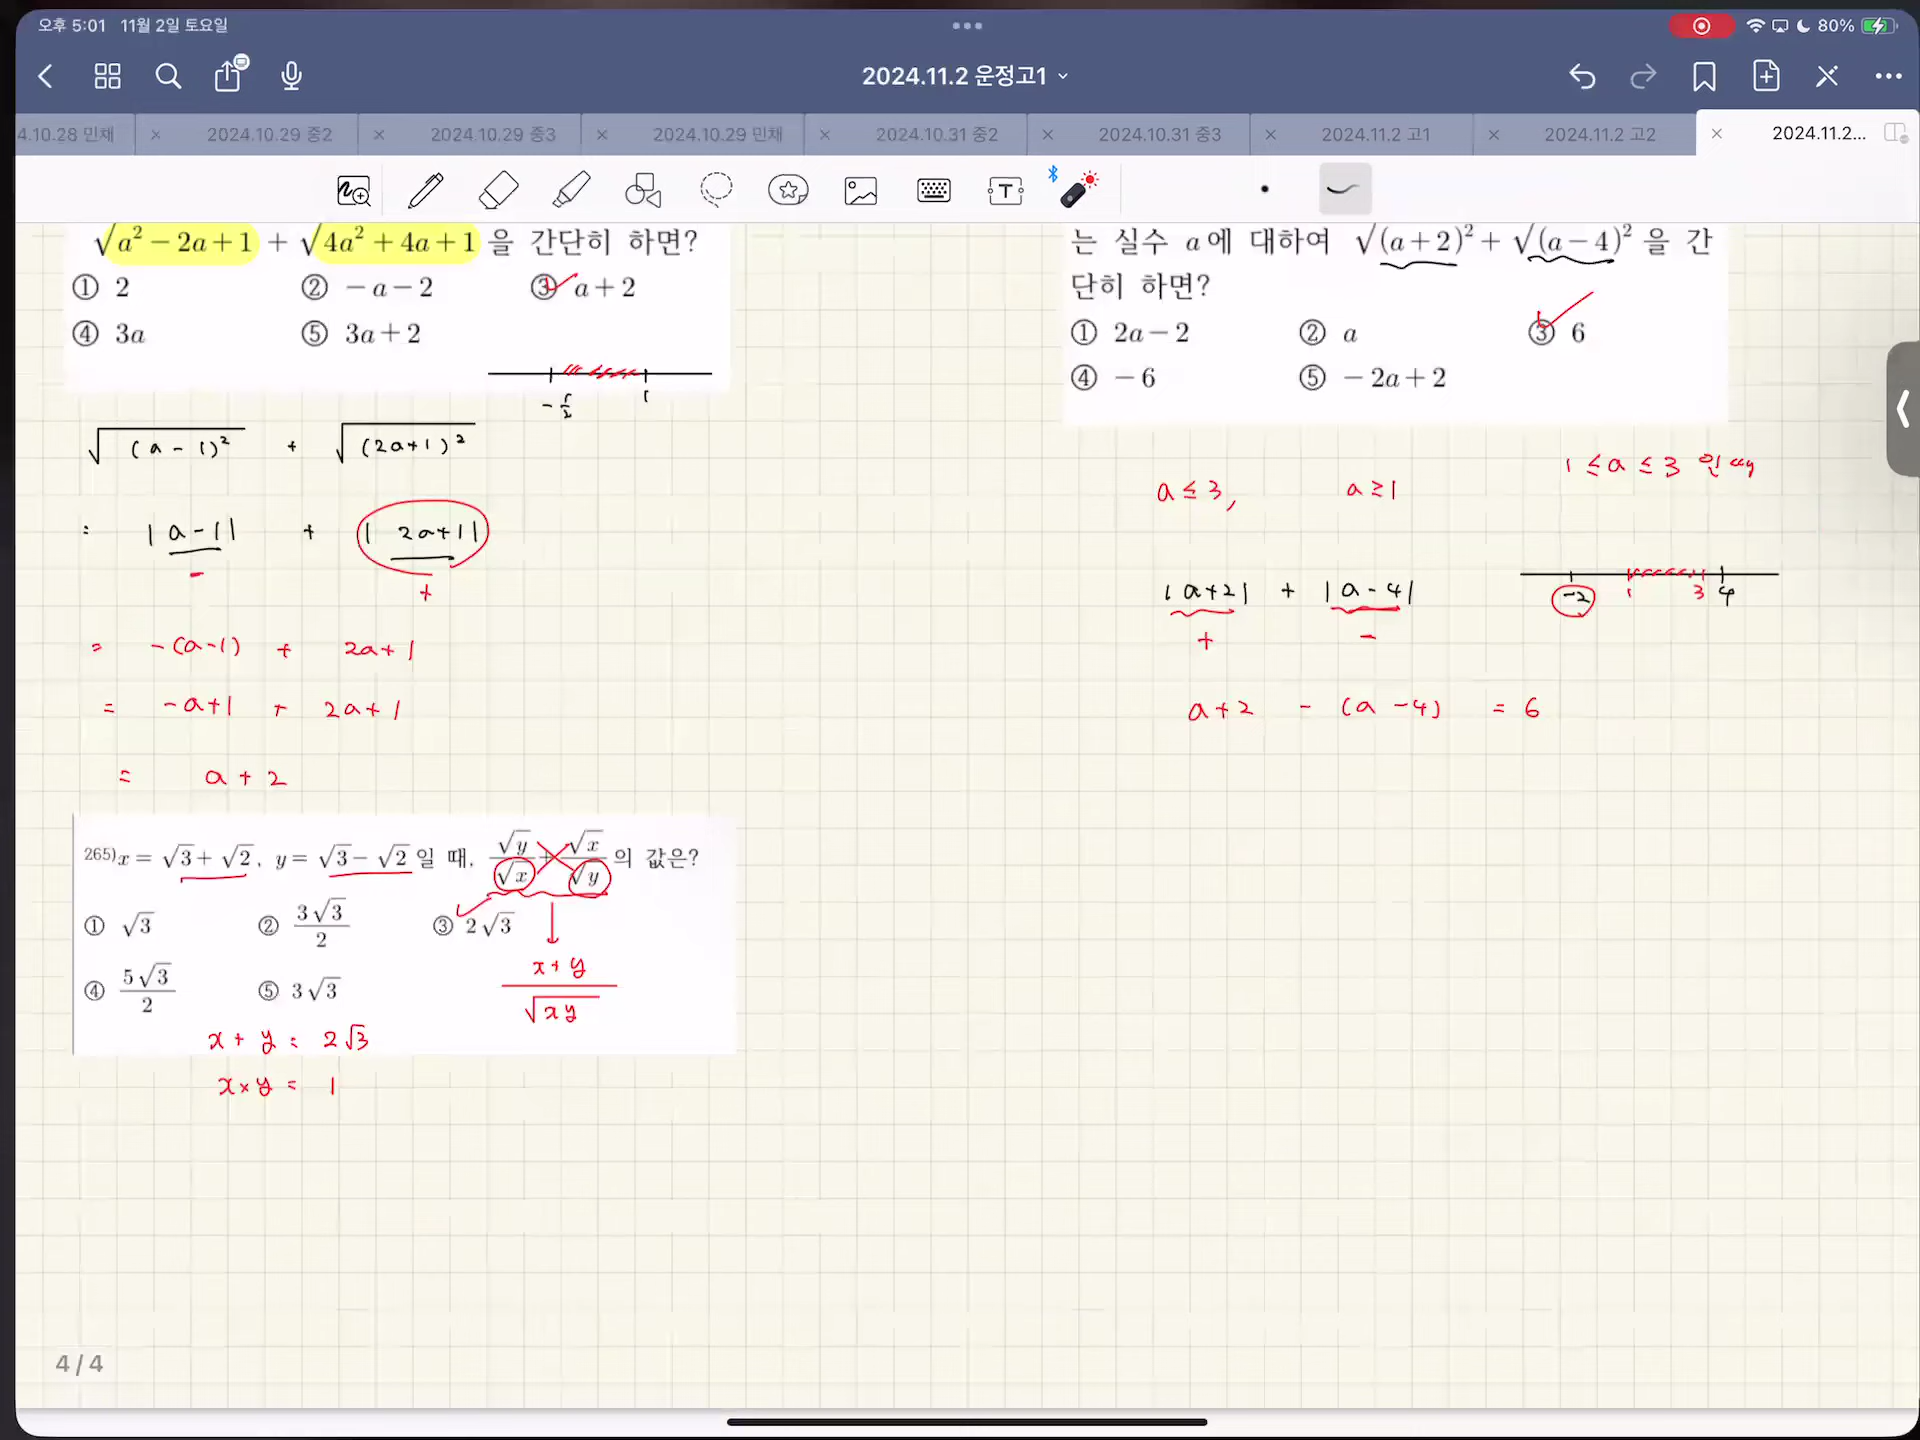 오후 5:01 11월 2일 토요일
80%
2024.11.2 운정고1
4.10.28 민채
2024.10.29 중2
2024.10.29 중3
2024.10.29 민채
2024.10.31 중2
2024.10.31 중3
2024.11.2 고1
2024.11.2 고2
2024.11.2...
√(a² − 2a + 1) + √(4a² + 4a + 1) 을 간단히 하면?
① 2 ② −a−2 ③ a+2
④ 3a ⑤ 3a+2
−1/2 1
√(a−1)² + √(2a+1)²
= |a−1| + |2a+1|
− +
= −(a−1) + 2a+1
= −a+1 + 2a+1
= a+2
265) x = √3 + √2, y = √3 − √2 일 때, √y/√x + √x/√y 의 값은?
① √3 ② 3√3/2 ③ 2√3
④ 5√3/2 ⑤ 3√3
x+y/√xy
x + y = 2√3
x × y = 1
는 실수 a에 대하여 √(a+2)² + √(a−4)² 을 간
단히 하면?
① 2a−2 ② a ③ 6
④ −6 ⑤ −2a+2
1 ≤ a ≤ 3 인
a ≤ 3, a ≥ 1
|a+2| + |a−4|
−2 1 3 4
+ −
a+2 − (a−4) = 6
4/4